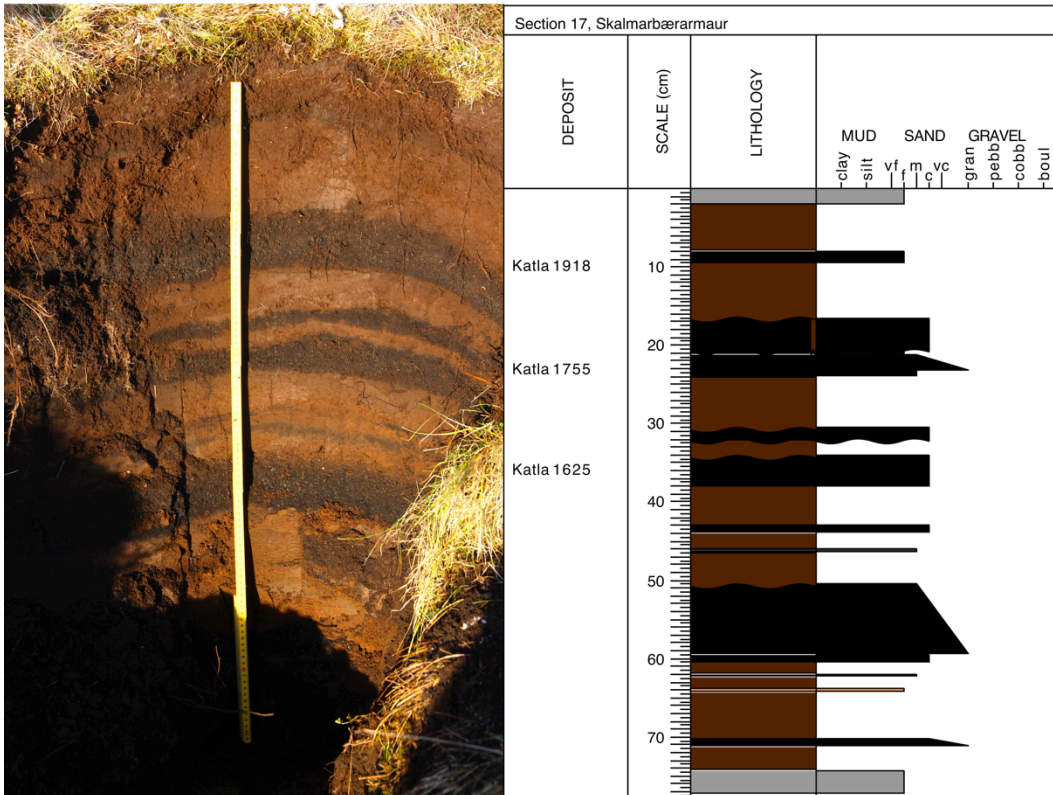 Section 17, Skalmarbærarmaur
DEPOSIT
SCALE (cm)
LITHOLOGY
MUD SAND GRAVEL
clay silt vf f m c vc gran pebb cobb boul
Katla 1918
10
20
Katla 1755
30
Katla 1625
40
50
60
70